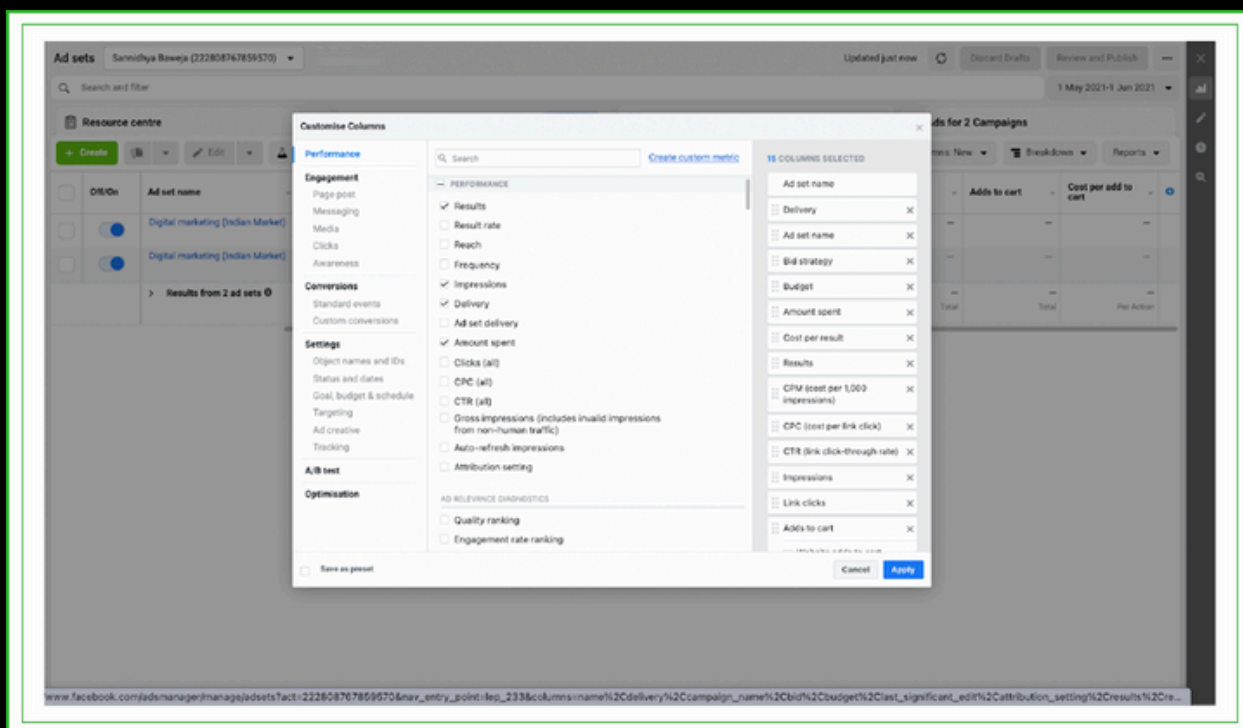 Ad sets
Sannidhya Baweja (222808767859570)
Updated just now
Discard Drafts
Review and Publish
Search and filter
1 May 2021-1 Jun 2021
Resource centre
ds for 2 Campaigns
+ Create
Edit
mns: New
Breakdown
Reports
Off/On
Ad set name
Adds to cart
Cost per add to
cart
Digital marketing (Indian Market)
Digital marketing (Indian Market)
Results from 2 ad sets
Total
Total
Per Action
Customise Columns
Performance
Engagement
Page post
Messaging
Media
Clicks
Awareness
Conversions
Standard events
Custom conversions
Settings
Object names and IDs
Status and dates
Goal, budget & schedule
Targeting
Ad creative
Tracking
A/B test
Optimisation
Search
Create custom metric
PERFORMANCE
Results
Result rate
Reach
Frequency
Impressions
Delivery
Ad set delivery
Amount spent
Clicks (all)
CPC (all)
CTR (all)
Gross impressions (includes invalid impressions
from non-human traffic)
Auto-refresh impressions
Attribution setting
AD RELEVANCE DIAGNOSTICS
Quality ranking
Engagement rate ranking
15 COLUMNS SELECTED
Ad set name
Delivery
Ad set name
Bid strategy
Budget
Amount spent
Cost per result
Results
CPM (cost per 1,000
impressions)
CPC (cost per link click)
CTR (link click-through rate)
Impressions
Link clicks
Adds to cart
Save as preset
Cancel
Apply
www.facebook.com/adsmanager/manage/adsets?act=222808767859570&nav_entry_point=lep_233&columns=name%2Cdelivery%2Ccampaign_name%2Cbid%2Cbudget%2Clast_significant_edit%2Cattribution_setting%2Cresults%2Cre...